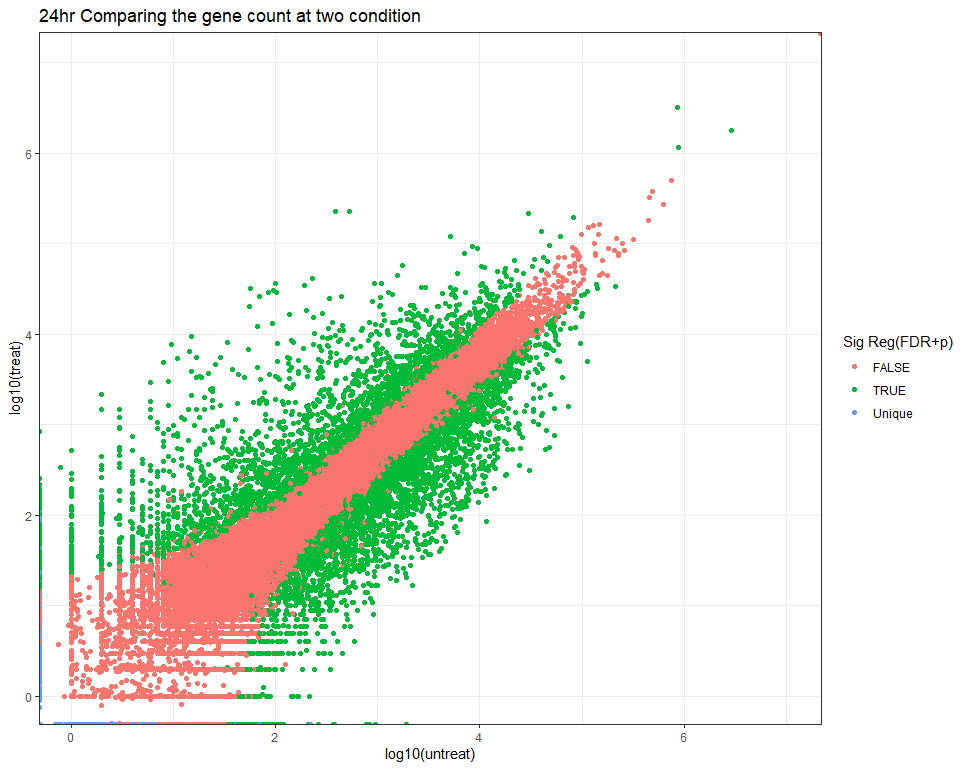 24hr Comparing the gene count at two condition
6
4
2
0
log10(treat)
0
2
4
6
log10(untreat)
Sig Reg(FDR+p)
FALSE
TRUE
Unique